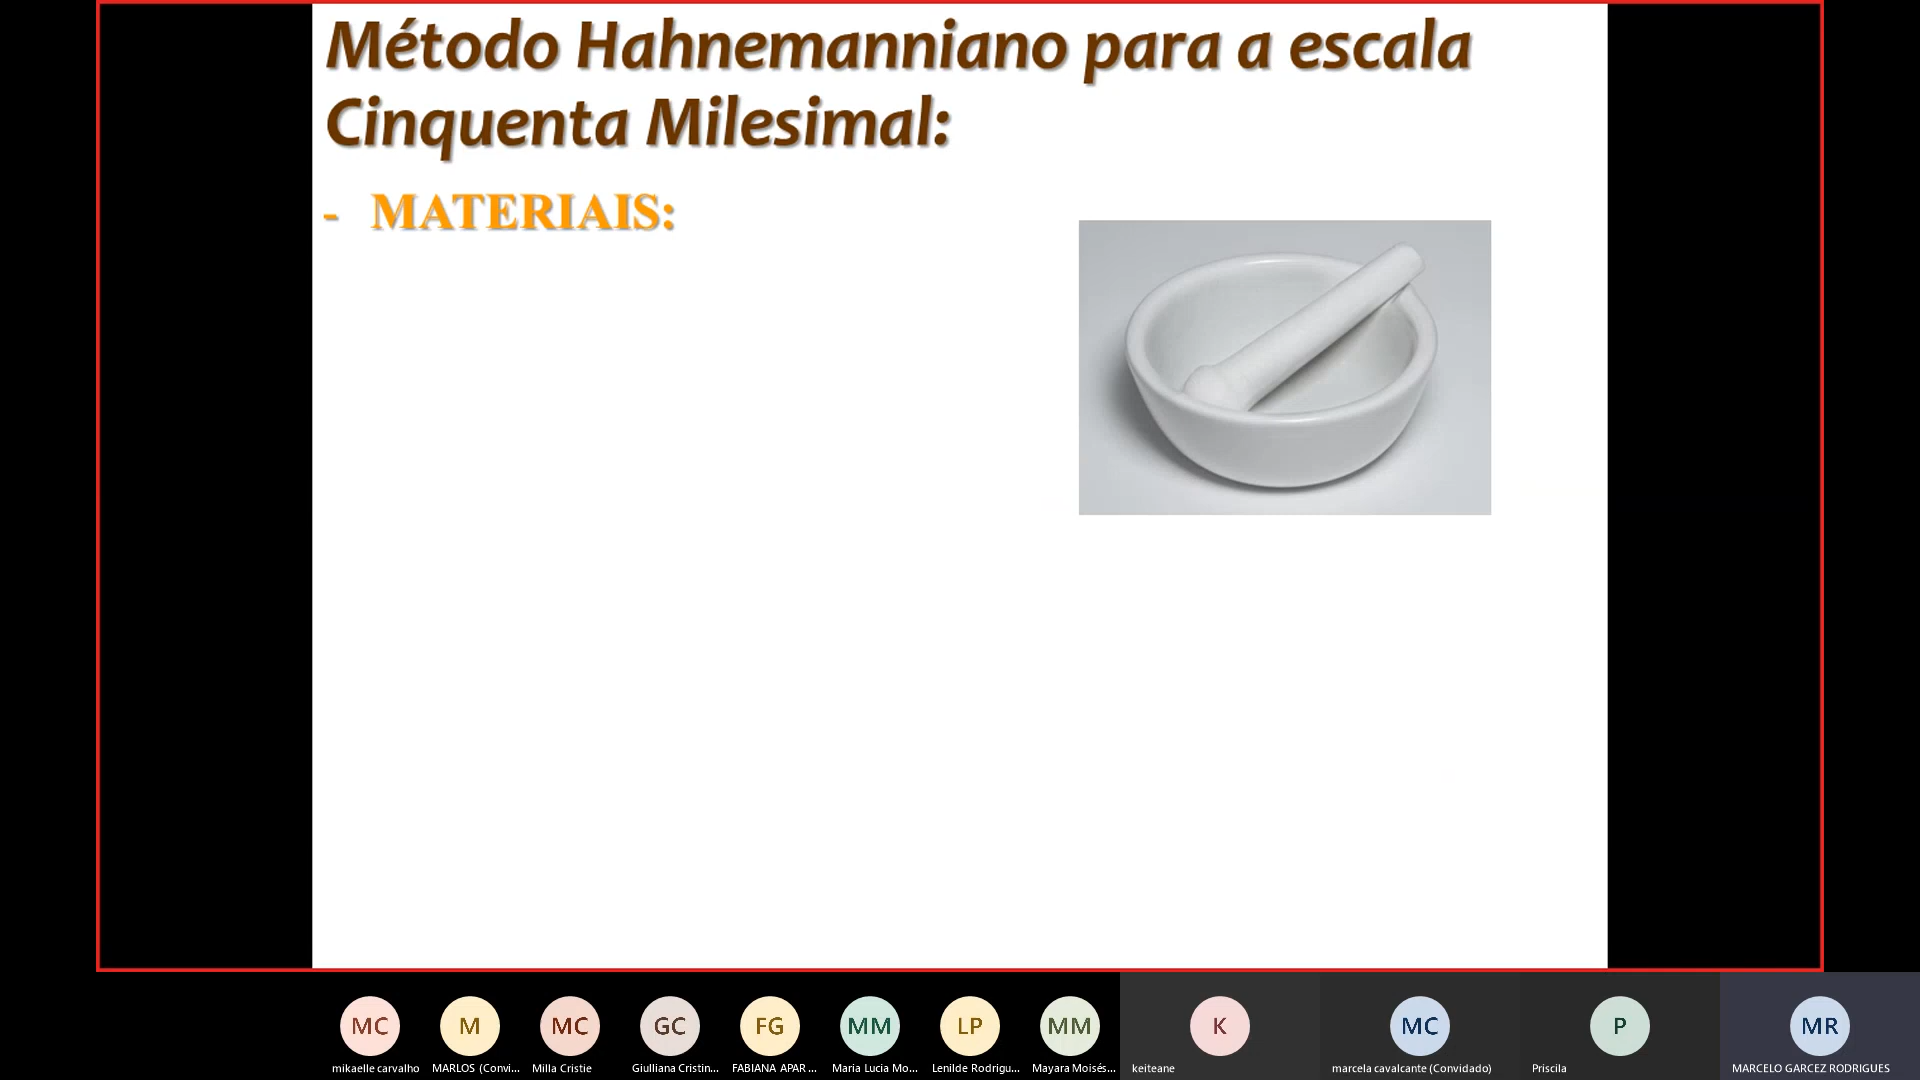 Método Hahnemanniano para a escala
Cinquenta Milesimal:
- MATERIAIS:
MC
M
MC
GC
FG
MM
LP
MM
K
MC
P
MR
mikaelle carvalho
MARLOS (Convi...
Milla Cristie
Giulliana Cristin...
FABIANA APAR ...
Maria Lucia Mo...
Lenilde Rodrigu...
Mayara Moisés...
keiteane
marcela cavalcante (Convidado)
Priscila
MARCELO GARCEZ RODRIGUES